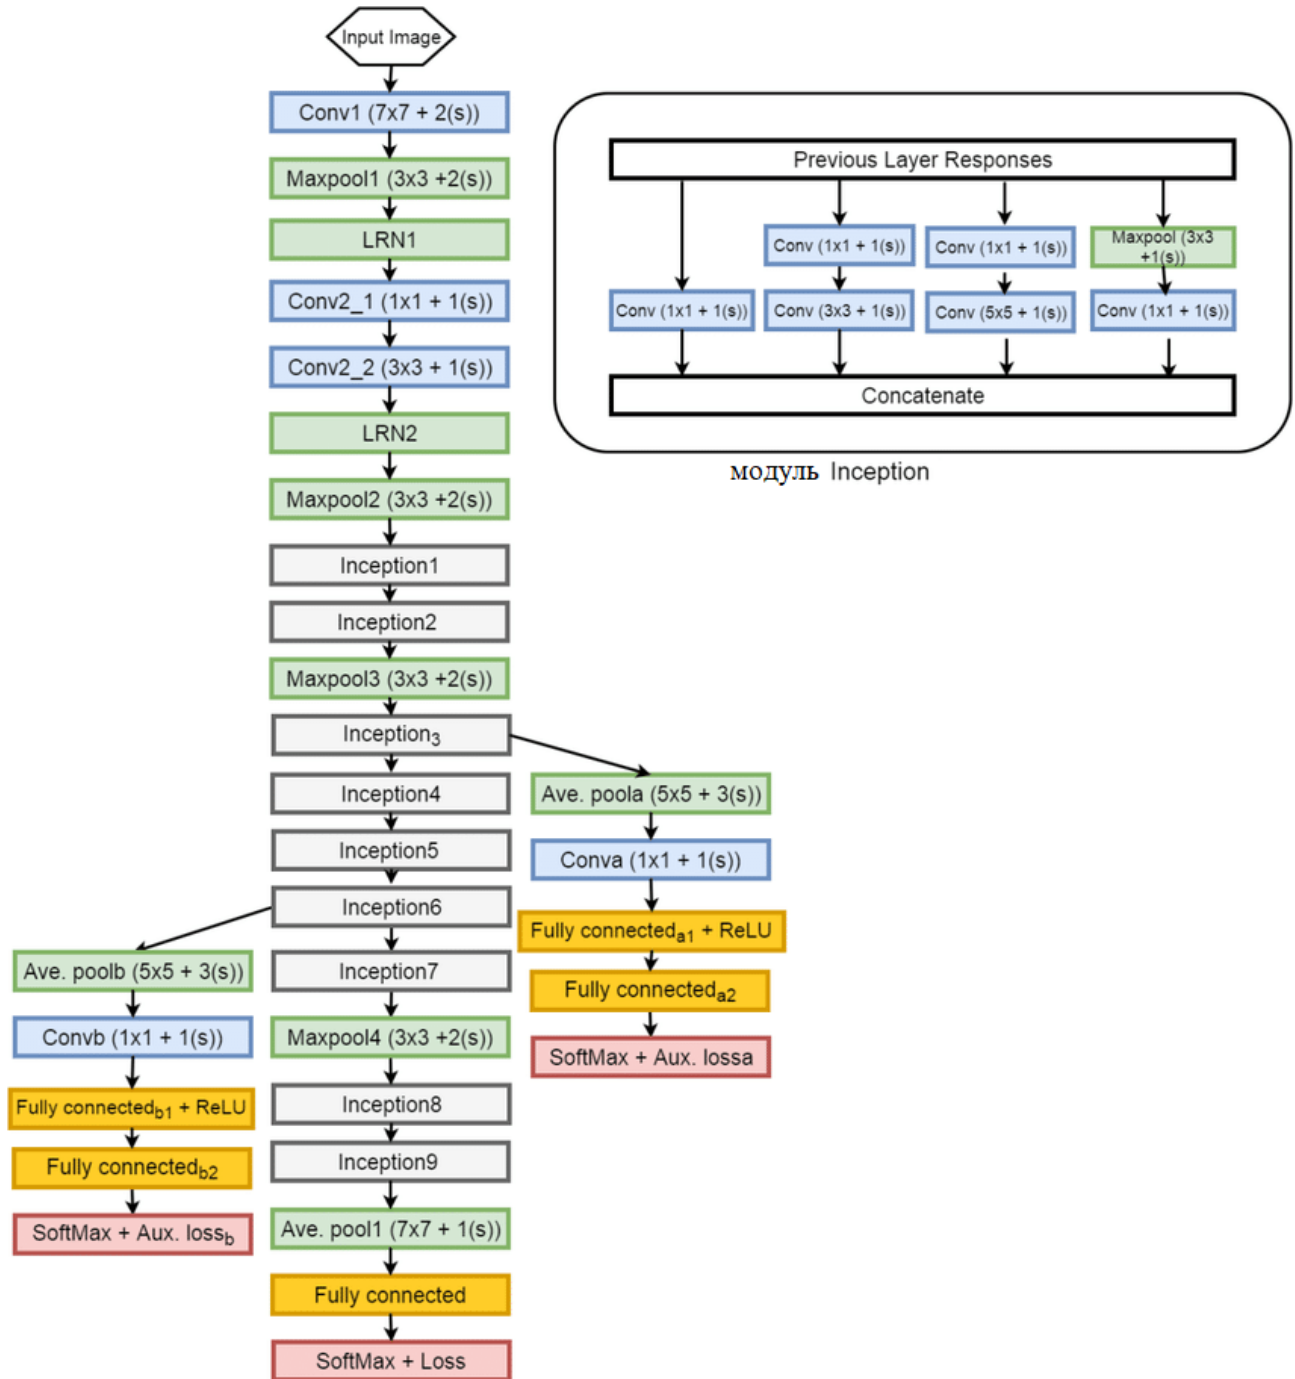 Input Image
Conv1 (7x7 + 2(s))
Maxpool1 (3x3 +2(s))
LRN1
Conv2_1 (1x1 + 1(s))
Conv2_2 (3x3 + 1(s))
LRN2
Maxpool2 (3x3 +2(s))
Inception1
Inception2
Maxpool3 (3x3 +2(s))
Inception3
Inception4
Inception5
Inception6
Inception7
Maxpool4 (3x3 +2(s))
Inception8
Inception9
Ave. pool1 (7x7 + 1(s))
Fully connected
SoftMax + Loss
Ave. poola (5x5 + 3(s))
Conva (1x1 + 1(s))
Fully connecteda1 + ReLU
Fully connecteda2
SoftMax + Aux. lossa
Ave. poolb (5x5 + 3(s))
Convb (1x1 + 1(s))
Fully connectedb1 + ReLU
Fully connectedb2
SoftMax + Aux. lossb
Previous Layer Responses
Conv (1x1 + 1(s))
Conv (1x1 + 1(s))
Maxpool (3x3
+1(s))
Conv (1x1 + 1(s))
Conv (3x3 + 1(s))
Conv (5x5 + 1(s))
Conv (1x1 + 1(s))
Concatenate
модуль Inception